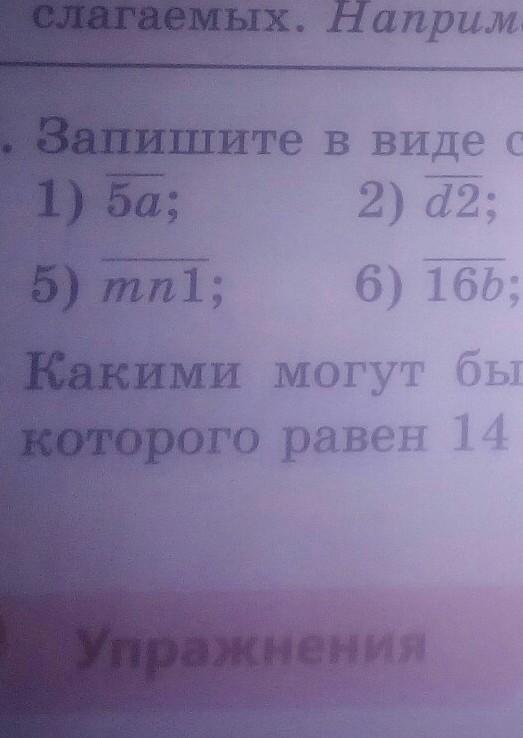 слагаемых. Наприм
. Запишите в виде с
1) 5a; 2) d2;
5) mn1; 6) 16b;
Какими могут бы
которого равен 14
Упражнения